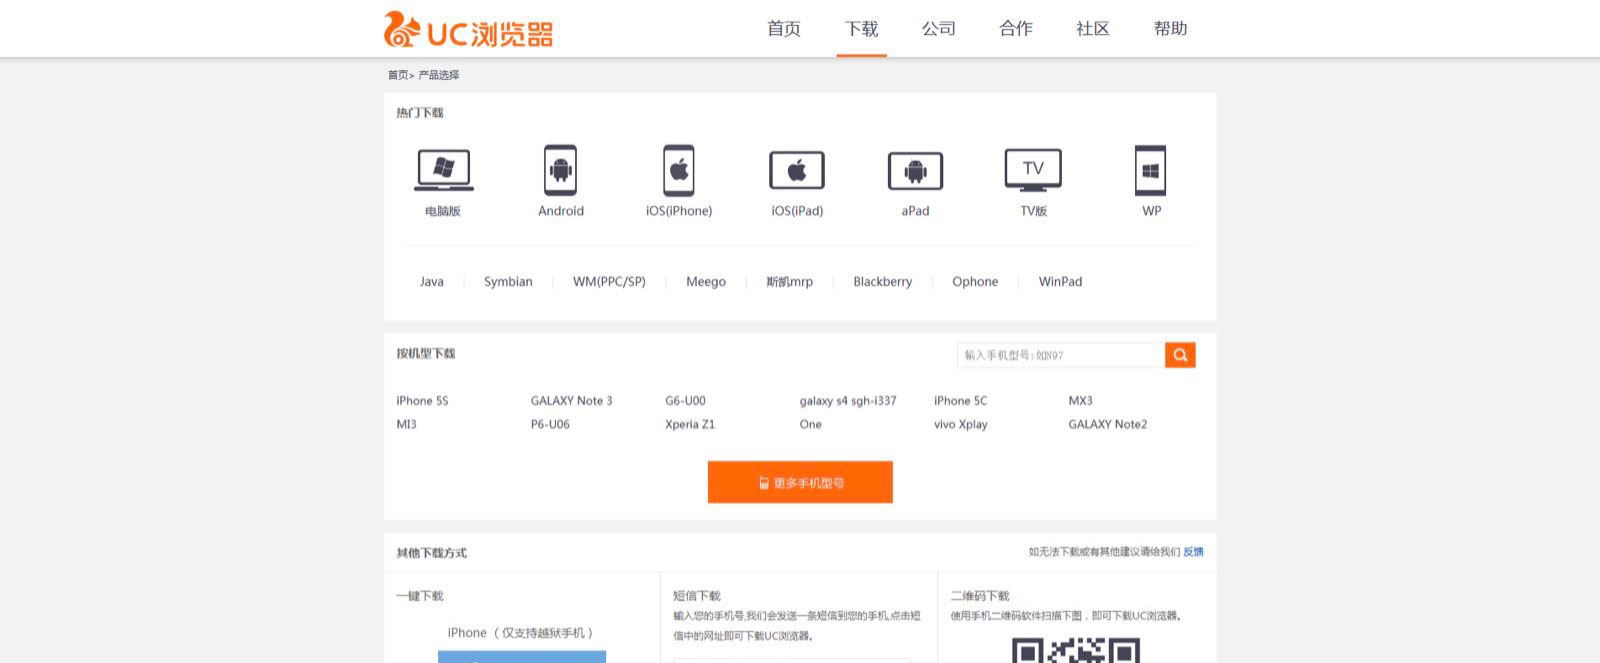 UC浏览器
首页 下载 公司 合作 社区 帮助
首页> 产品选择
热门下载
TV
电脑版 Android iOS(iPhone) iOS(iPad) aPad TV版 WP
Java Symbian WM(PPC/SP) Meego 斯凯mrp Blackberry Ophone WinPad
按机型下载 输入手机型号:如N97
iPhone 5S GALAXY Note 3 G6-U00 galaxy s4 sgh-i337 iPhone 5C MX3
MI3 P6-U06 Xperia Z1 One vivo Xplay GALAXY Note2
更多手机型号
其他下载方式 如无法下载或有其他建议请给我们 反馈
一键下载
iPhone（仅支持越狱手机）
短信下载
输入您的手机号,我们会发送一条短信到您的手机,点击短
信中的网址即可下载UC浏览器。
二维码下载
使用手机二维码软件扫描下图，即可下载UC浏览器。